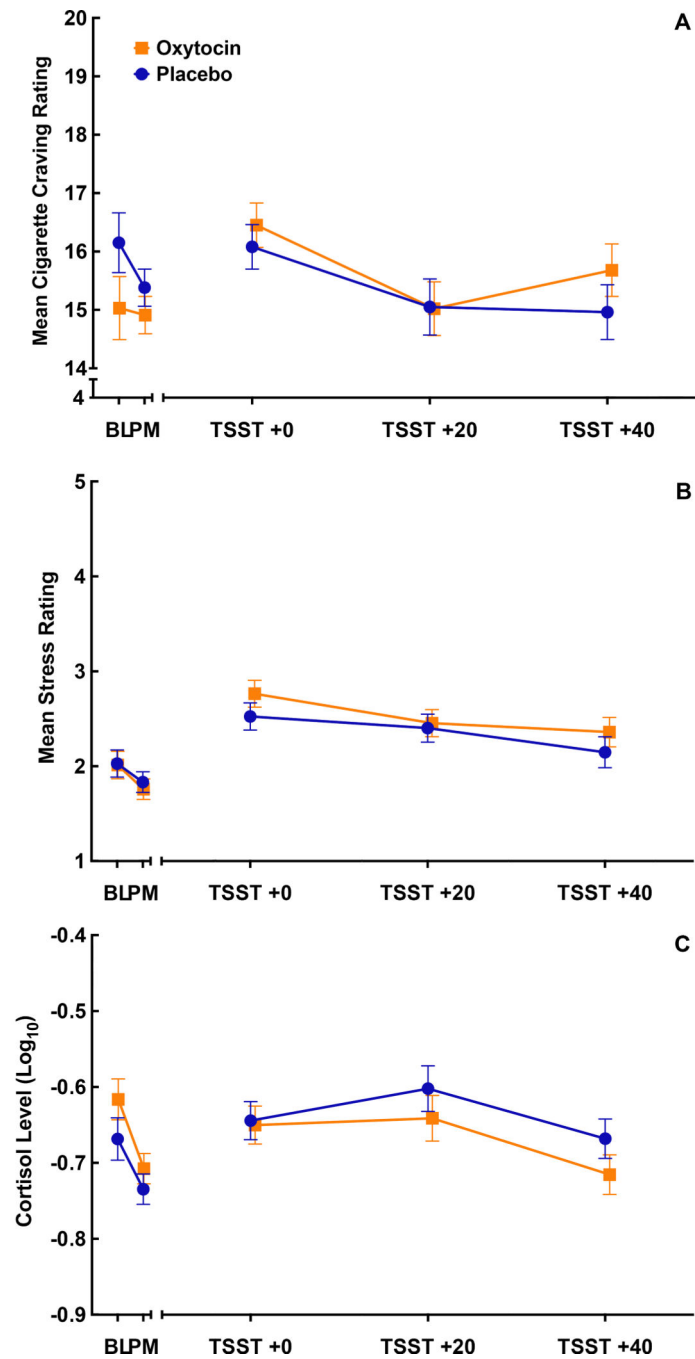 A
Oxytocin
Placebo
Mean Cigarette Craving Rating
20
19
18
17
16
15
14
4
BLPM TSST +0 TSST +20 TSST +40
B
Mean Stress Rating
5
4
3
2
1
BLPM TSST +0 TSST +20 TSST +40
C
Cortisol Level (Log₁₀)
-0.4
-0.5
-0.6
-0.7
-0.8
-0.9
BLPM TSST +0 TSST +20 TSST +40